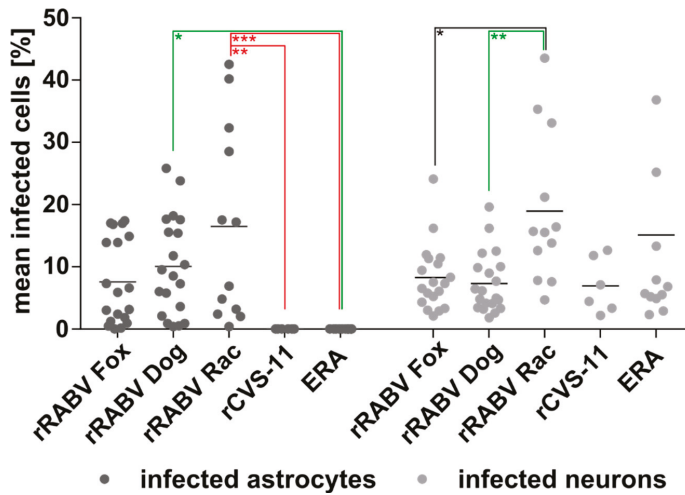 mean infected cells [%]
50
40
30
20
10
0
*
***
**
*
**
rRABV Fox
rRABV Dog
rRABV Rac
rCVS-11
ERA
rRABV Fox
rRABV Dog
rRABV Rac
rCVS-11
ERA
infected astrocytes
infected neurons